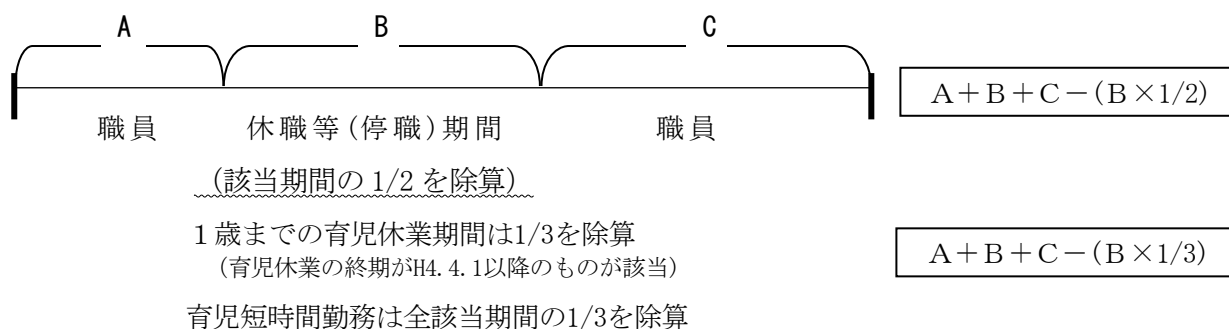 A B C
A+B+C-(B×1/2)
職員 休職等(停職)期間 職員
(該当期間の1/2を除算)
1歳までの育児休業期間は1/3を除算
(育児休業の終期がH4.4.1以降のものが該当)
A+B+C-(B×1/3)
育児短時間勤務は全該当期間の1/3を除算